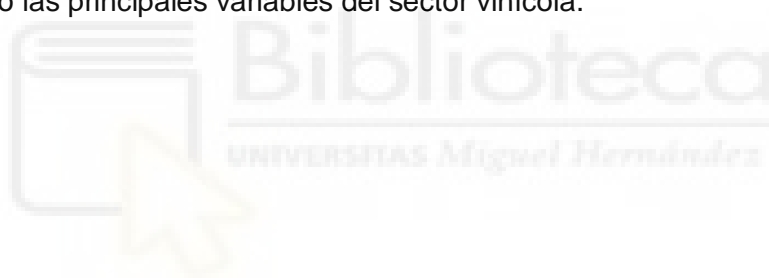 o las principales variables del sector vinícola.
Biblioteca
UNIVERSITAS Miguel Hernández